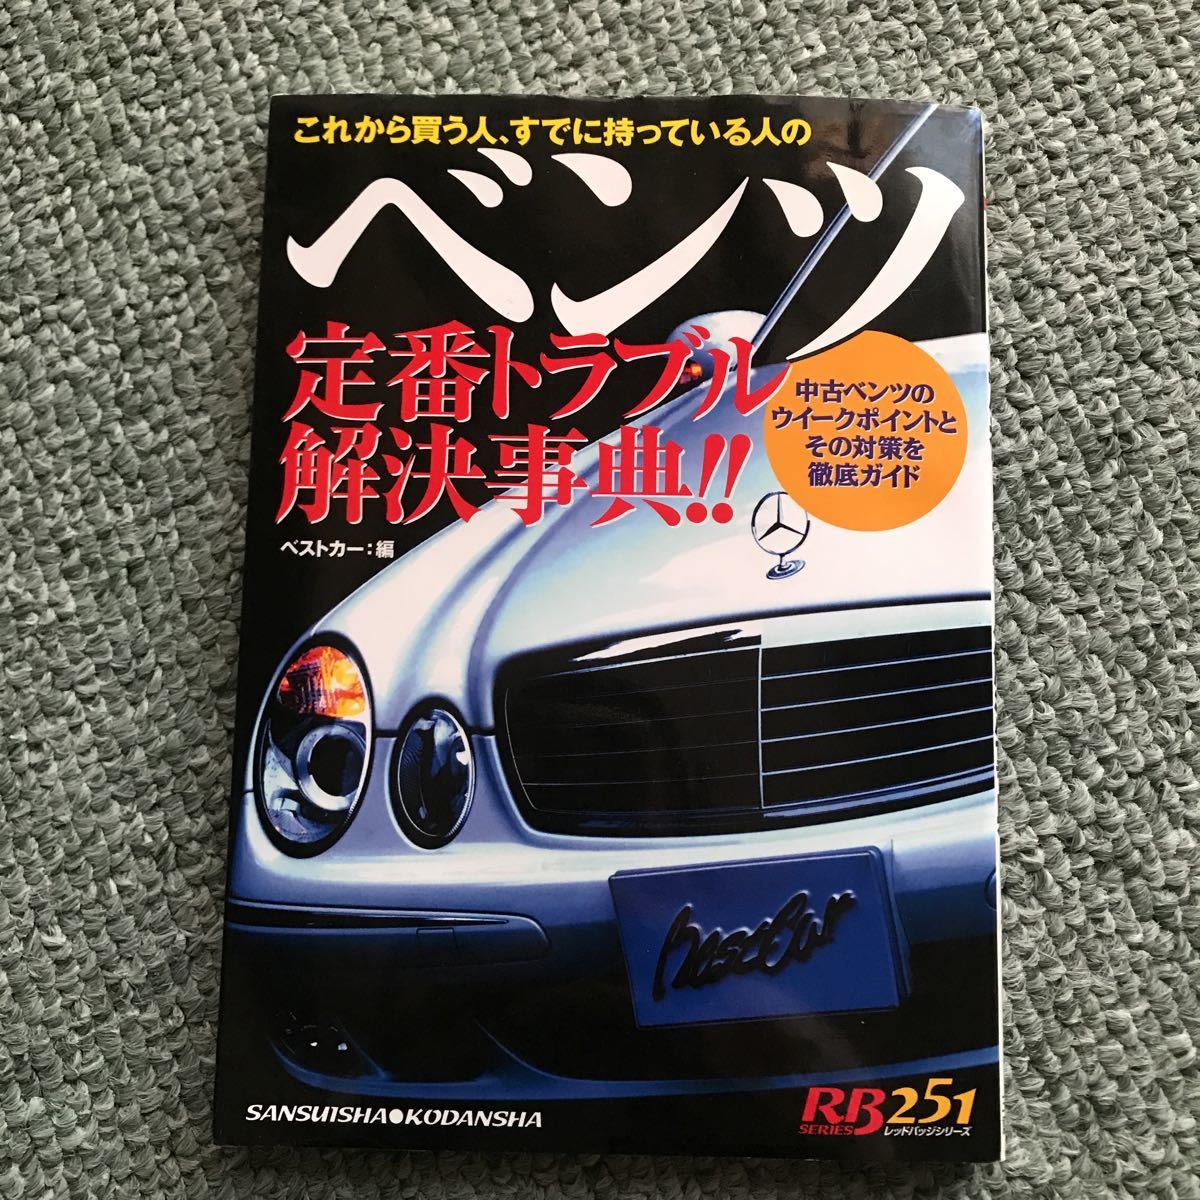 これから買う人、すでに持っている人の
ベンツ
定番トラブル
解決事典!!
中古ベンツの
ウイークポイントと
その対策を
徹底ガイド
ベストカー：編
BestCar
SANSUISHA●KODANSHA
RB251
SERIES
レッドバッジシリーズ